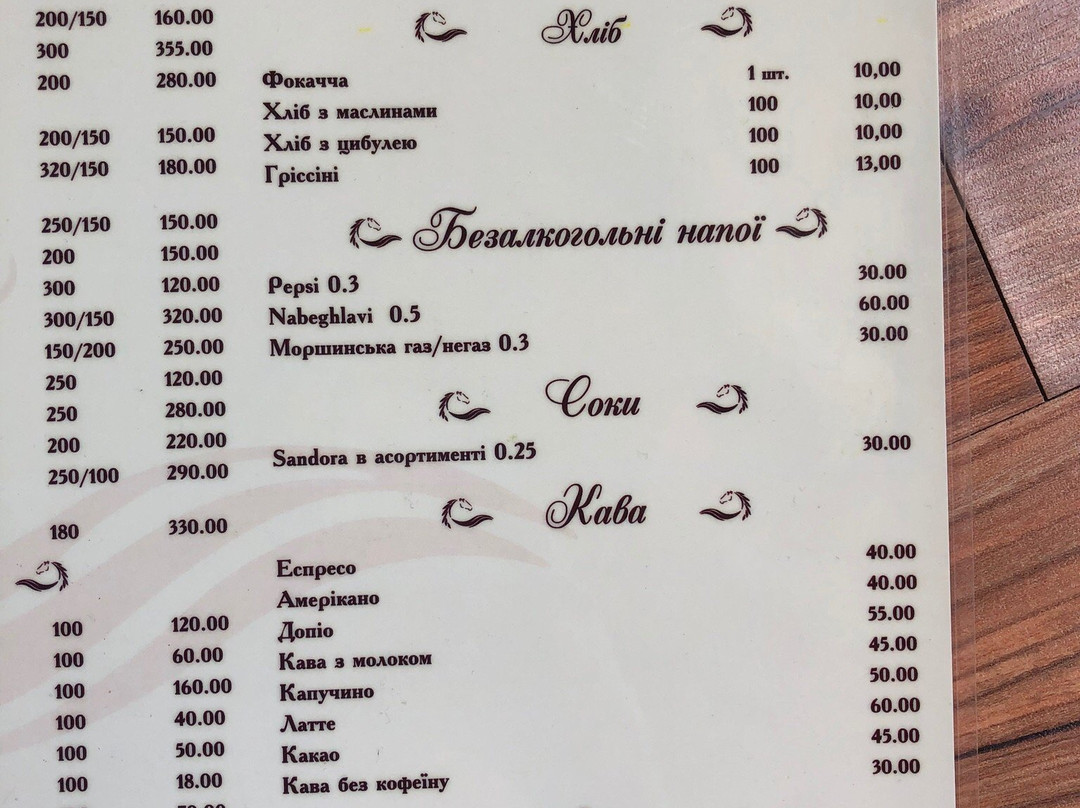 200/150 160.00
300 355.00
200 280.00
200/150 150.00
320/150 180.00
250/150 150.00
200 150.00
300 120.00
300/150 320.00
150/200 250.00
250 120.00
250 280.00
200 220.00
250/100 290.00
180 330.00
100 120.00
100 60.00
100 160.00
100 40.00
100 50.00
100 18.00
Хліб
Фокачча 1 шт. 10,00
Хліб з маслинами 100 10,00
Хліб з цибулею 100 10,00
Гріссіні 100 13,00
Безалкогольні напої
Pepsi 0.3 30.00
Nabeghlavi 0.5 60.00
Моршинська газ/негаз 0.3 30.00
Соки
Sandora в асортименті 0.25 30.00
Кава
Еспресо 40.00
Амерікано 40.00
Допіо 55.00
Кава з молоком 45.00
Капучино 50.00
Латте 60.00
Какао 45.00
Кава без кофеїну 30.00